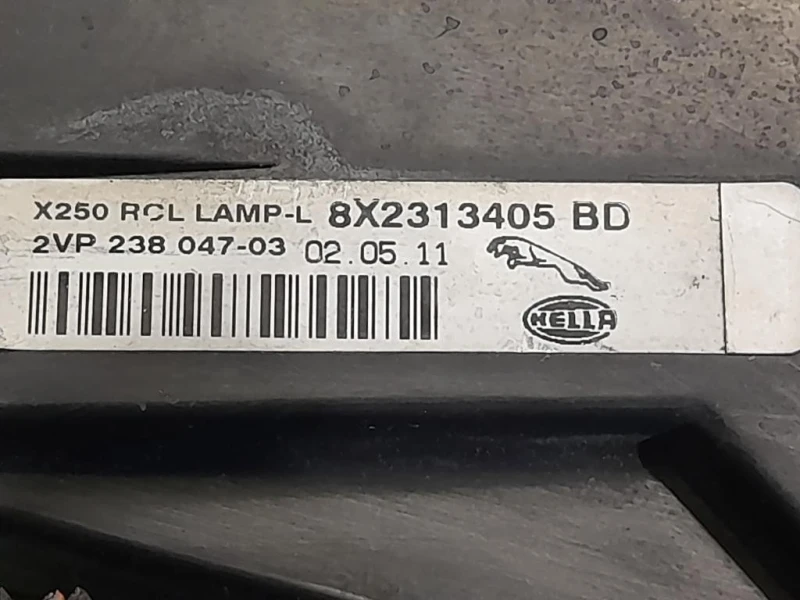 X250 RCL LAMP-L 8X2313405 BD
2VP 238 047-03 02.05.11
HELLA